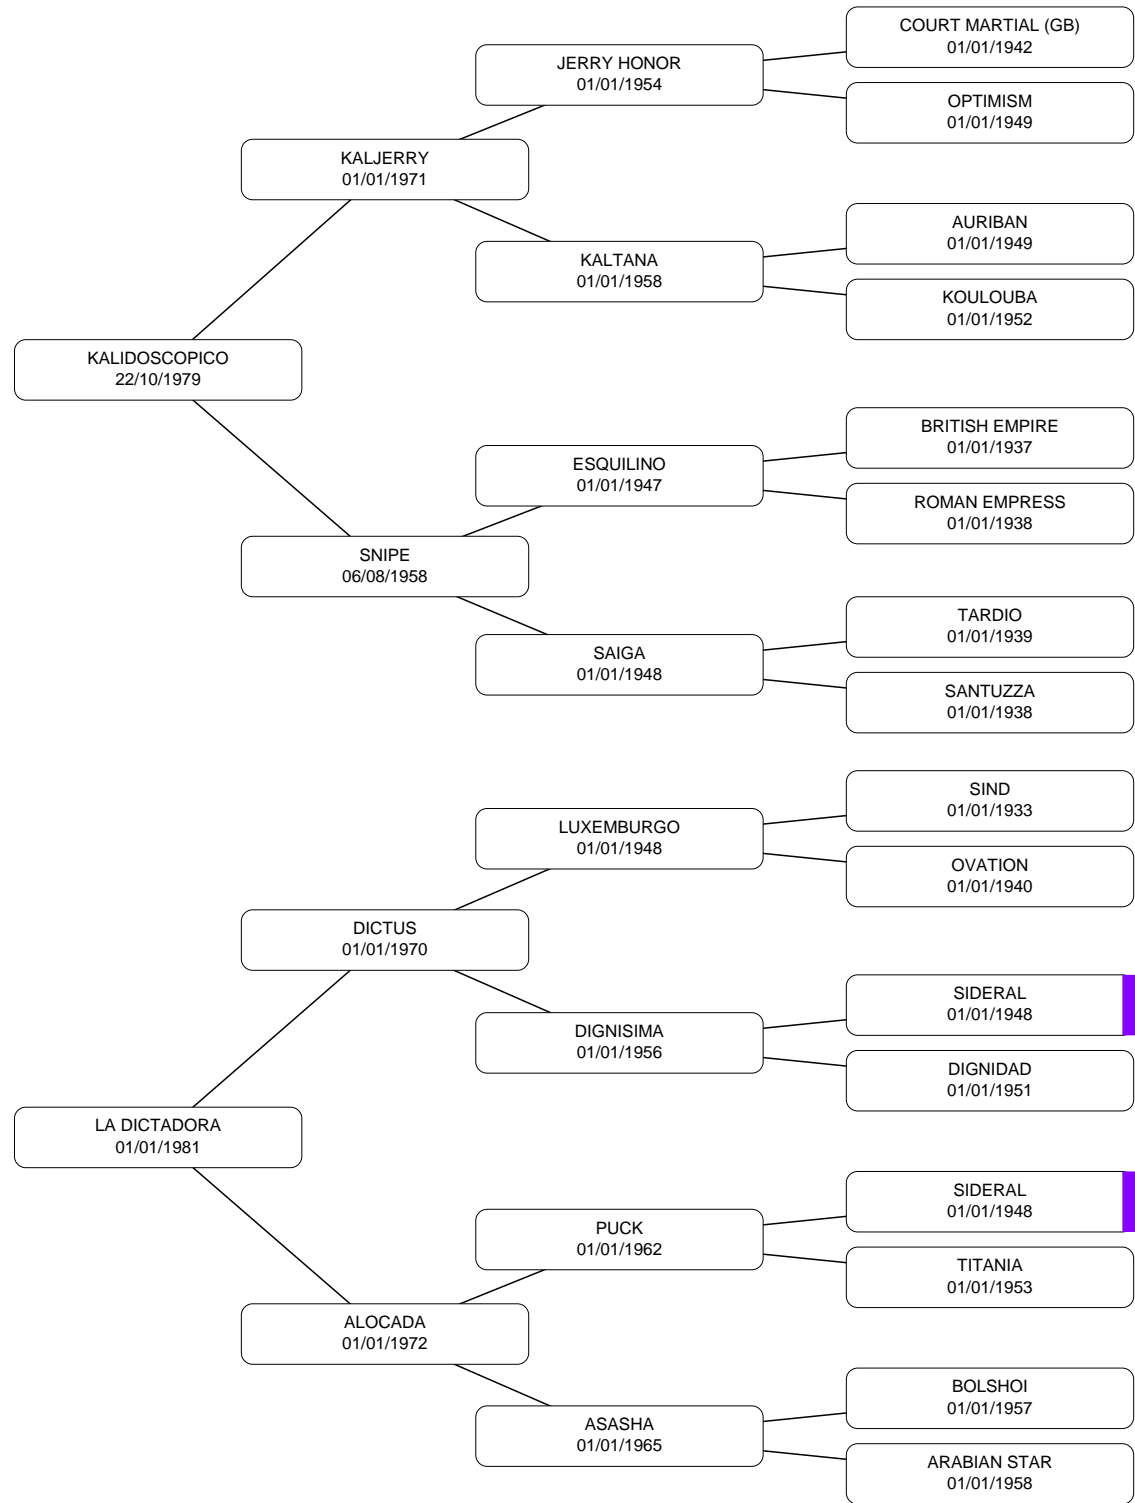 COURT MARTIAL (GB)
01/01/1942
JERRY HONOR
01/01/1954
OPTIMISM
01/01/1949
KALJERRY
01/01/1971
AURIBAN
01/01/1949
KALTANA
01/01/1958
KOULOUBA
01/01/1952
KALIDOSCOPICO
22/10/1979
BRITISH EMPIRE
01/01/1937
ESQUILINO
01/01/1947
ROMAN EMPRESS
01/01/1938
SNIPE
06/08/1958
TARDIO
01/01/1939
SAIGA
01/01/1948
SANTUZZA
01/01/1938
SIND
01/01/1933
LUXEMBURGO
01/01/1948
OVATION
01/01/1940
DICTUS
01/01/1970
SIDERAL
01/01/1948
DIGNISIMA
01/01/1956
DIGNIDAD
01/01/1951
LA DICTADORA
01/01/1981
SIDERAL
01/01/1948
PUCK
01/01/1962
TITANIA
01/01/1953
ALOCADA
01/01/1972
BOLSHOI
01/01/1957
ASASHA
01/01/1965
ARABIAN STAR
01/01/1958